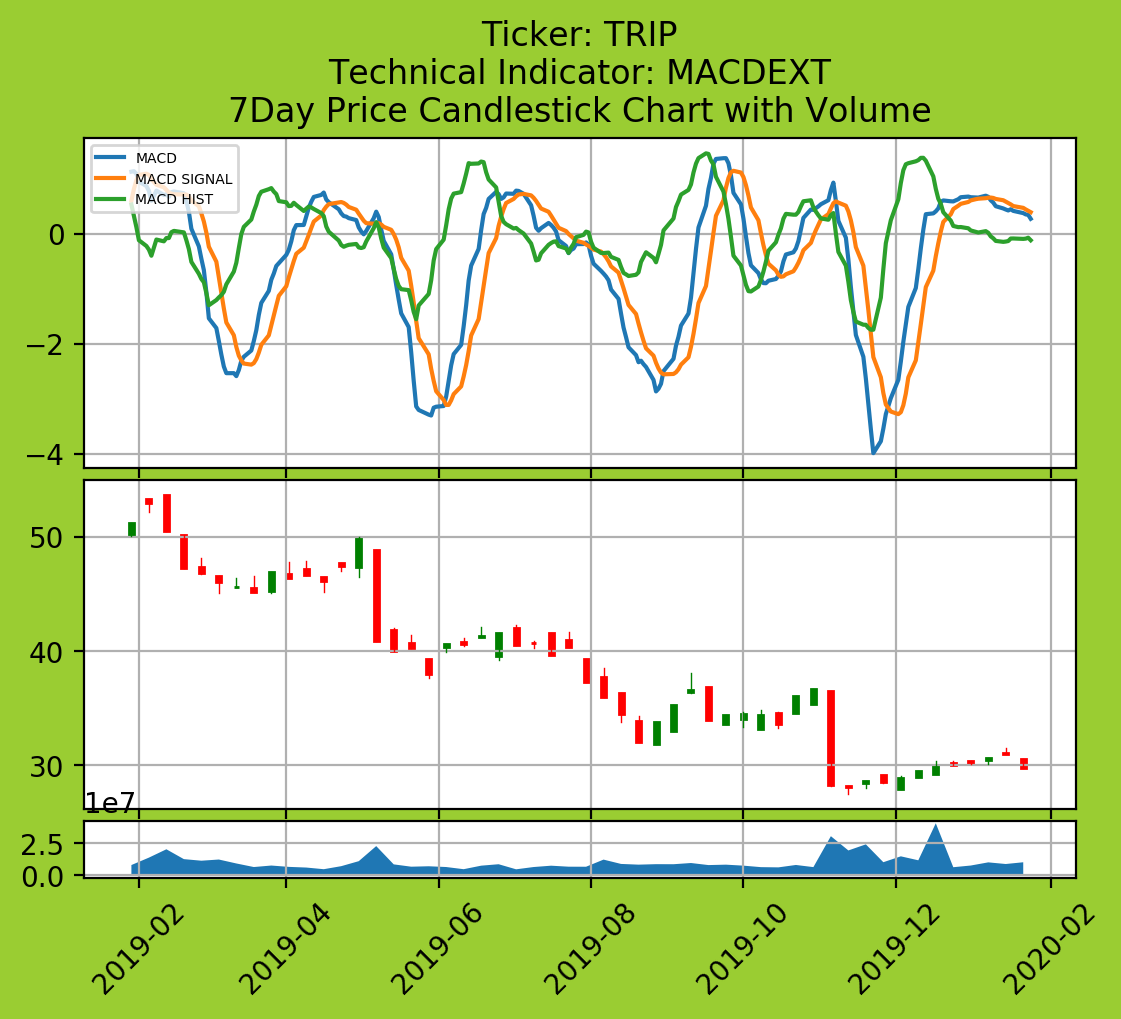 Ticker: TRIP
Technical Indicator: MACDEXT
7Day Price Candlestick Chart with Volume
MACD
MACD SIGNAL
MACD HIST
0
−2
−4
50
40
30
1e7
2.5
0.0
2019-02
2019-04
2019-06
2019-08
2019-10
2019-12
2020-02